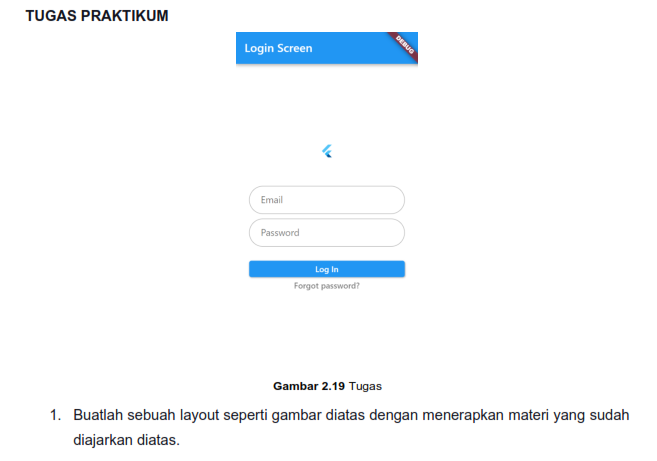 TUGAS PRAKTIKUM
Login Screen
DEBUG
Email
Password
Log In
Forgot password?
Gambar 2.19 Tugas
1. Buatlah sebuah layout seperti gambar diatas dengan menerapkan materi yang sudah
diajarkan diatas.